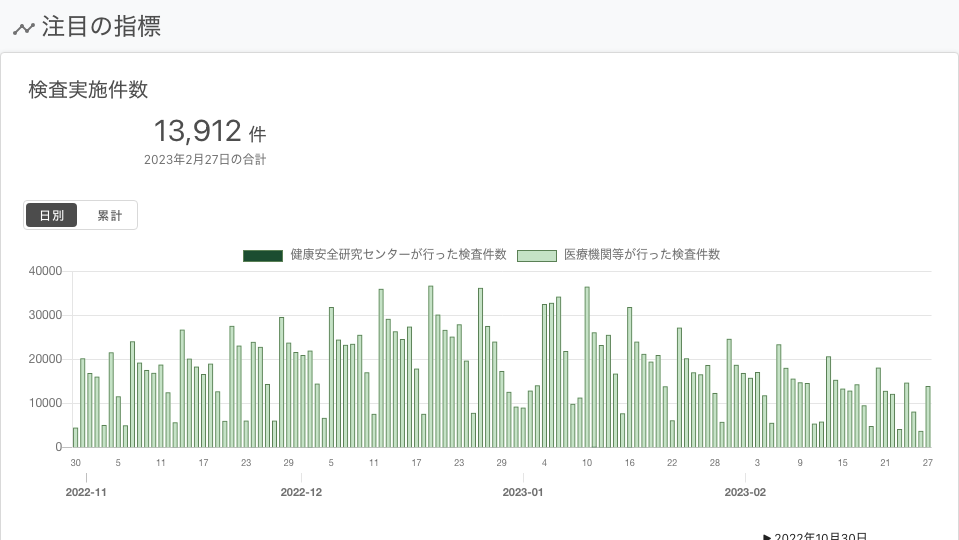 注目の指標
検査実施件数
13,912 件
2023年2月27日の合計
日別 累計
健康安全研究センターが行った検査件数 医療機関等が行った検査件数
40000
30000
20000
10000
0
30 5 11 17 23 29 5 11 17 23 29 4 10 16 22 28 3 9 15 21 27
2022-11 2022-12 2023-01 2023-02
▶ 2022年10月30日